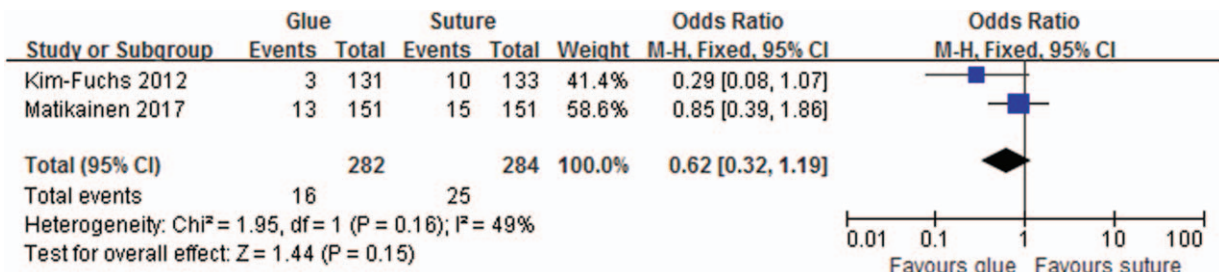 Glue Suture Odds Ratio Odds Ratio
Study or Subgroup Events Total Events Total Weight M-H, Fixed, 95% CI M-H, Fixed, 95% CI
Kim-Fuchs 2012 3 131 10 133 41.4% 0.29 [0.08, 1.07]
Matikainen 2017 13 151 15 151 58.6% 0.85 [0.39, 1.86]
Total (95% CI) 282 284 100.0% 0.62 [0.32, 1.19]
Total events 16 25
Heterogeneity: Chi² = 1.95, df = 1 (P = 0.16); I² = 49%
Test for overall effect: Z = 1.44 (P = 0.15)
0.01 0.1 1 10 100
Favours glue Favours suture